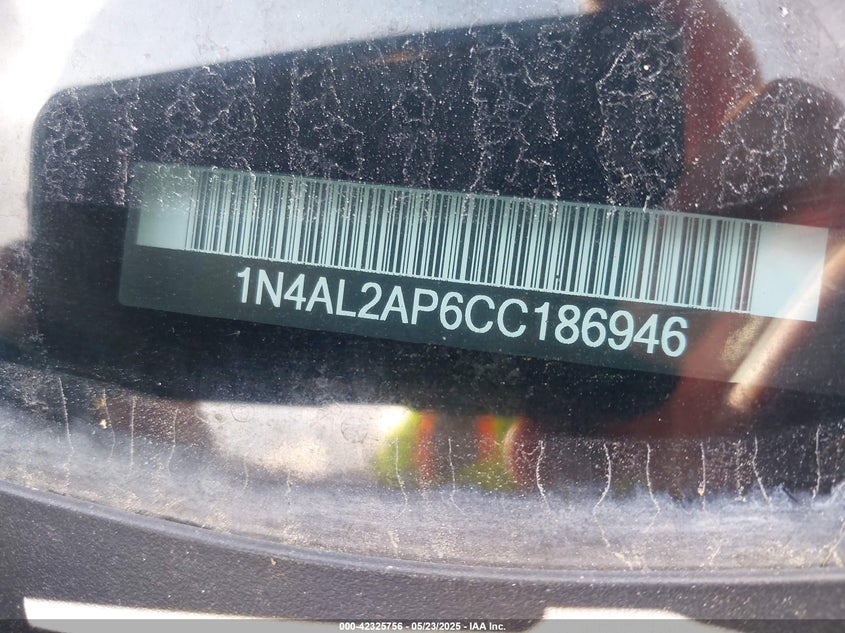 1N4AL2AP6CC186946
000-42325756 — 05/23/2025 - IAA Inc.